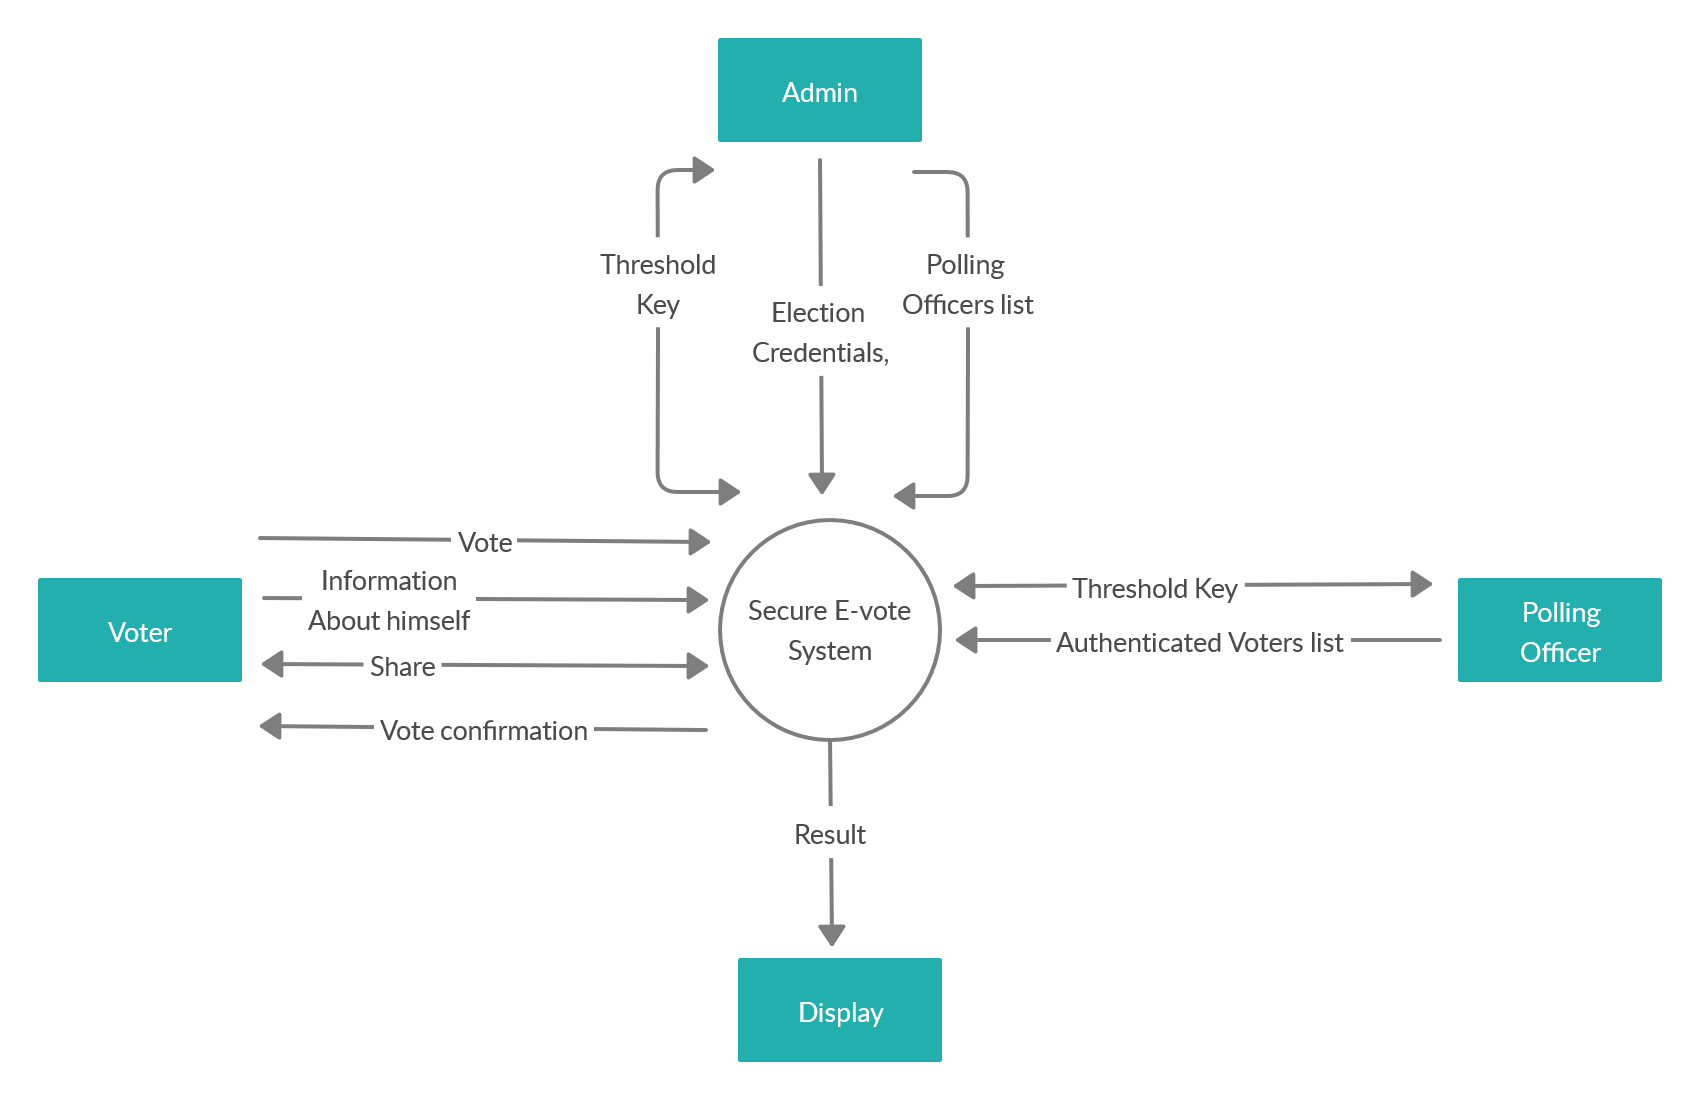 Admin
Threshold
Key
Election
Credentials,
Polling
Officers list
Vote
Information
About himself
Share
Vote confirmation
Voter
Secure E-vote
System
Threshold Key
Authenticated Voters list
Polling
Officer
Result
Display